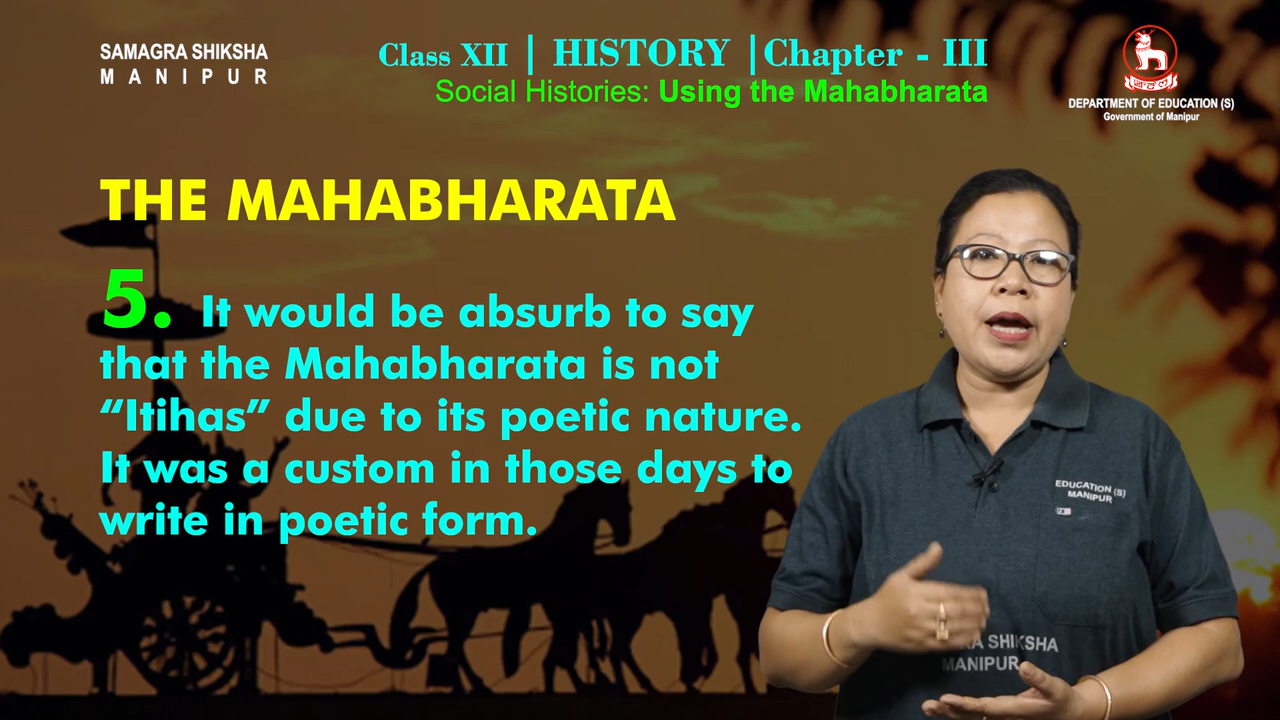 SAMAGRA SHIKSHA
MANIPUR
Class XII | HISTORY |Chapter - III
Social Histories: Using the Mahabharata
DEPARTMENT OF EDUCATION (S)
Government of Manipur
THE MAHABHARATA
5. It would be absurb to say
that the Mahabharata is not
“Itihas” due to its poetic nature.
It was a custom in those days to
write in poetic form.
EDUCATION (S)
MANIPUR
SHIKSHA
MANIPUR